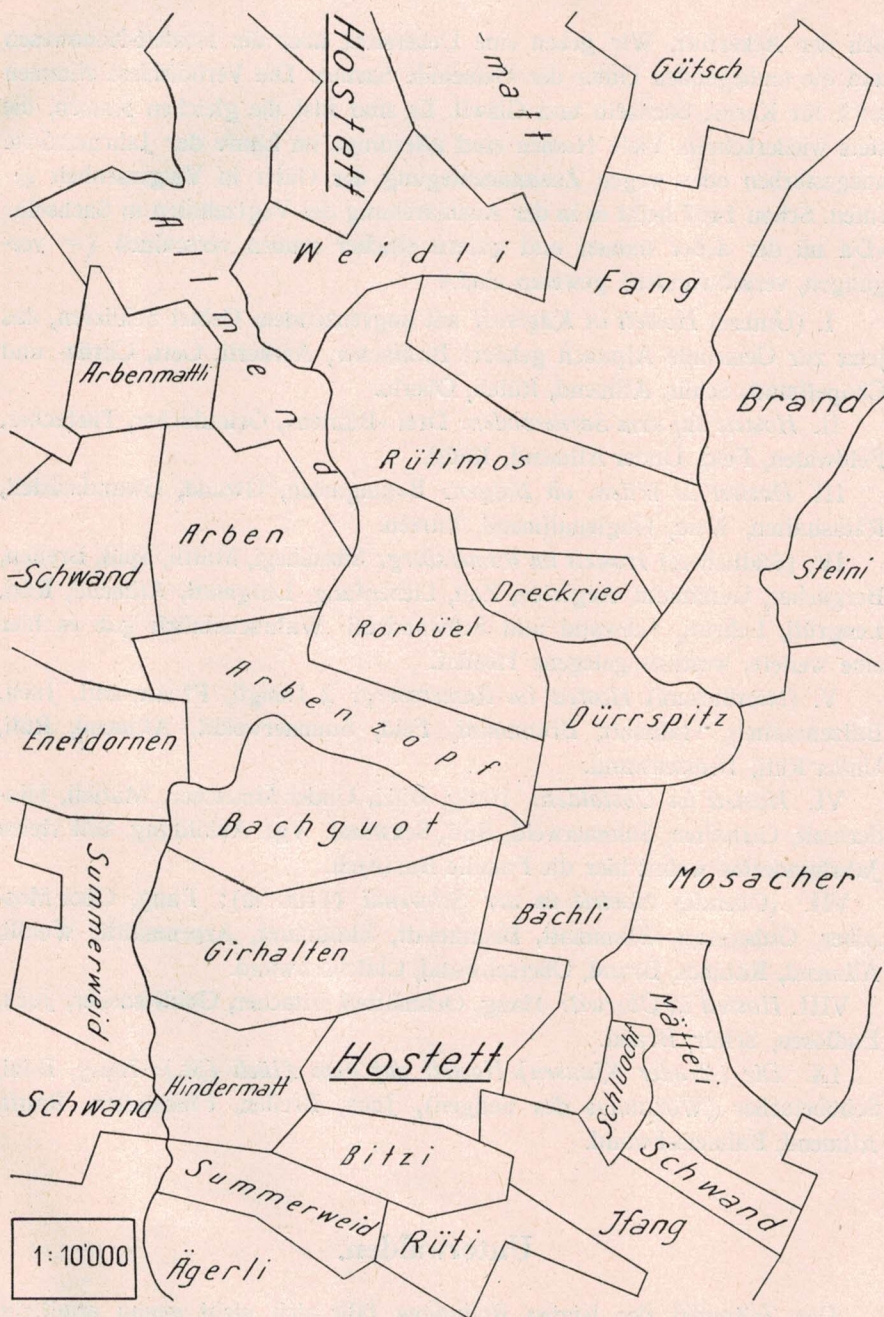 Hostett
-matt
Gütsch
Allmend
Weidli
Fang
Arbenmattli
Brand
Rütimos
Arben
-Schwand
Dreckried
Steini
Rorbüel
Arbenzopf
Dürrspitz
Enetdornen
Bachguot
Summerweid
Mosacher
Bächli
Girhalten
Mätteli
Schluocht
Hostett
Hindermatt
Schwand
Bitzi
Schwand
Summerweid
Jfang
Rüti
1:10'000
Ägerli